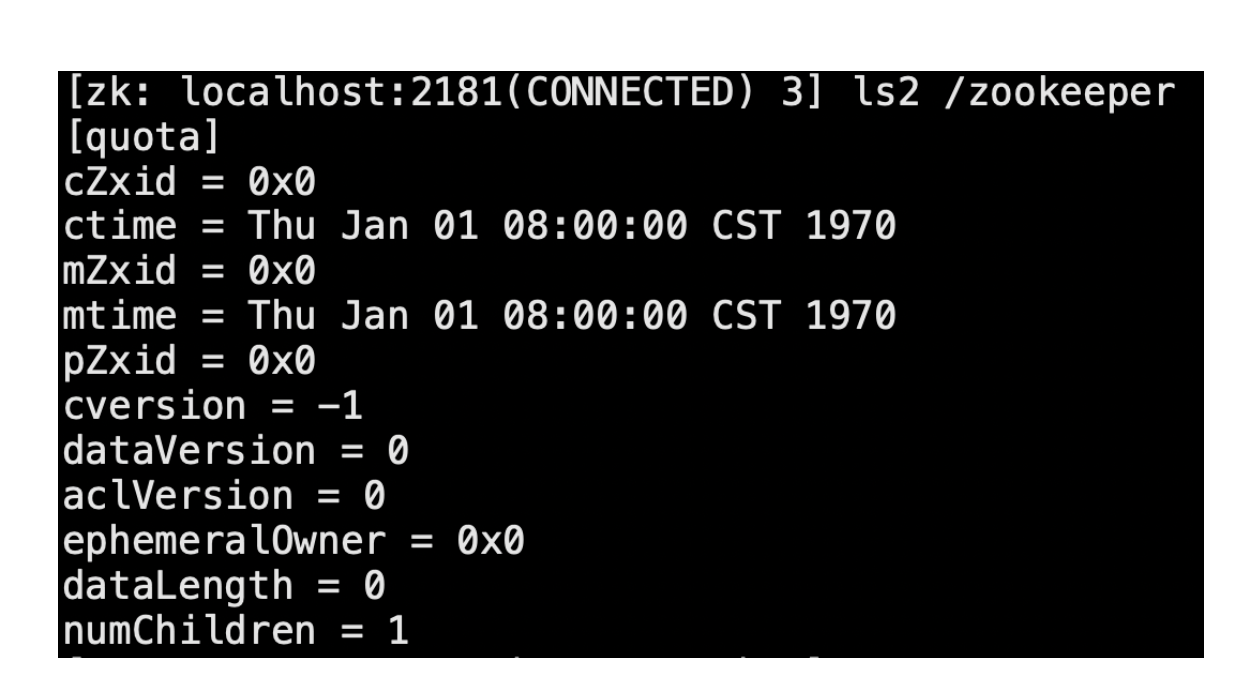 [zk: localhost:2181(CONNECTED) 3] ls2 /zookeeper
[quota]
cZxid = 0x0
ctime = Thu Jan 01 08:00:00 CST 1970
mZxid = 0x0
mtime = Thu Jan 01 08:00:00 CST 1970
pZxid = 0x0
cversion = -1
dataVersion = 0
aclVersion = 0
ephemeralOwner = 0x0
dataLength = 0
numChildren = 1